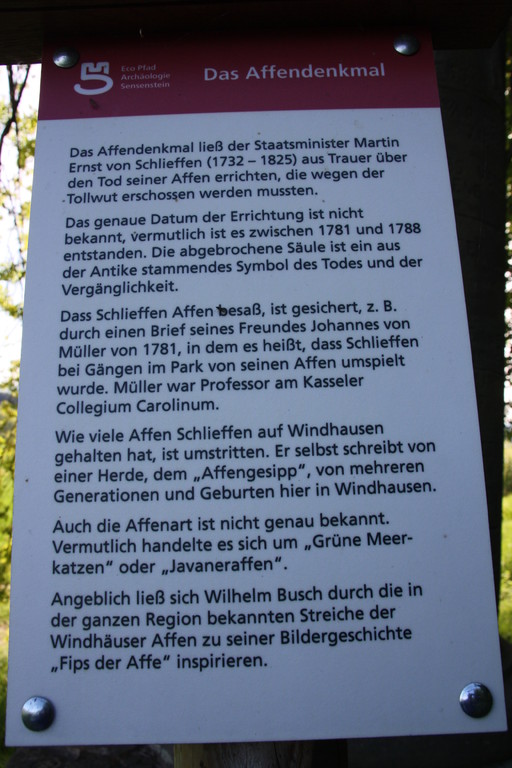 5
Eco Pfad
Archäologie
Sensenstein
Das Affendenkmal
Das Affendenkmal ließ der Staatsminister Martin
Ernst von Schlieffen (1732 – 1825) aus Trauer über
den Tod seiner Affen errichten, die wegen der
Tollwut erschossen werden mussten.
Das genaue Datum der Errichtung ist nicht
bekannt, vermutlich ist es zwischen 1781 und 1788
entstanden. Die abgebrochene Säule ist ein aus
der Antike stammendes Symbol des Todes und der
Vergänglichkeit.
Dass Schlieffen Affen besaß, ist gesichert, z. B.
durch einen Brief seines Freundes Johannes von
Müller von 1781, in dem es heißt, dass Schlieffen
bei Gängen im Park von seinen Affen umspielt
wurde. Müller war Professor am Kasseler
Collegium Carolinum.
Wie viele Affen Schlieffen auf Windhausen
gehalten hat, ist umstritten. Er selbst schreibt von
einer Herde, dem „Affengesipp“, von mehreren
Generationen und Geburten hier in Windhausen.
Auch die Affenart ist nicht genau bekannt.
Vermutlich handelte es sich um „Grüne Meer-
katzen“ oder „Javaneraffen“.
Angeblich ließ sich Wilhelm Busch durch die in
der ganzen Region bekannten Streiche der
Windhäuser Affen zu seiner Bildergeschichte
„Fips der Affe“ inspirieren.